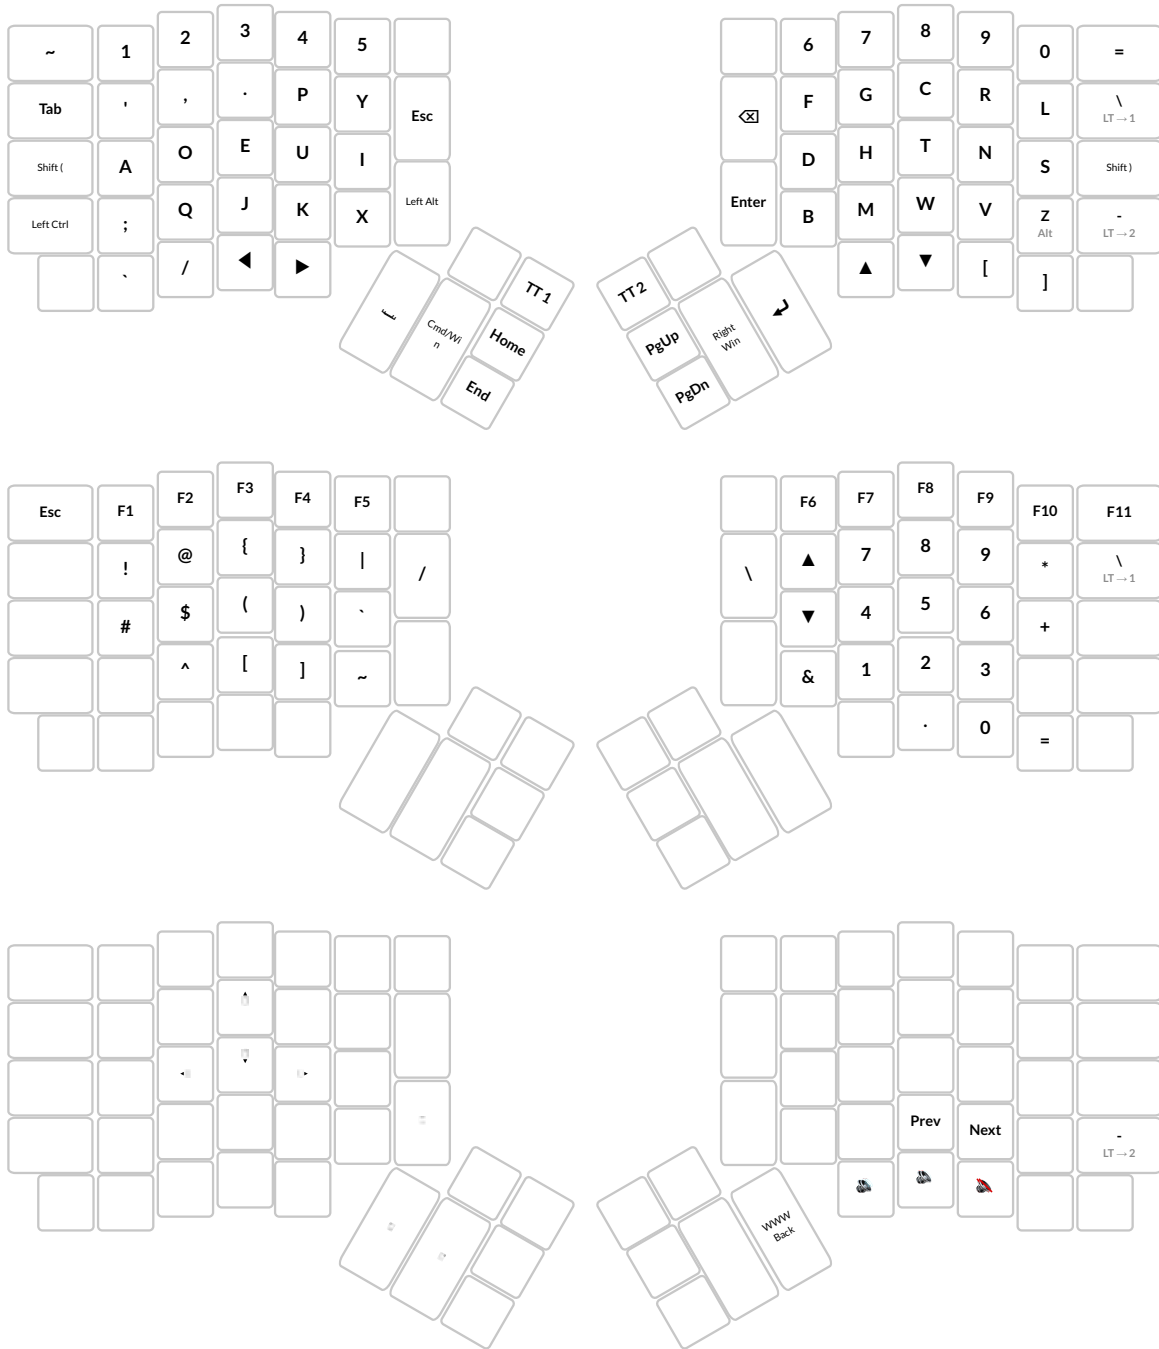 ~ 1 2 3 4 5
6 7 8 9 0 =
Tab ' , . P Y Esc
F G C R L \
LT→1
Shift ( A O E U I
D H T N S Shift )
Left Ctrl ; Q J K X Left Alt
Enter B M W V Z -
Alt LT→2
` / ◀ ▶
▲ ▼ [ ]
TT 1
TT 2
Cmd/Wi
n
Home
PgUp
Right
Win
End
PgDn
Esc F1 F2 F3 F4 F5
F6 F7 F8 F9 F10 F11
! @ { } | /
\ ▲ 7 8 9 * \
LT→1
# $ ( ) `
▼ 4 5 6 +
^ [ ] ~
& 1 2 3
. 0 =
Prev Next -
LT→2
WWW
Back